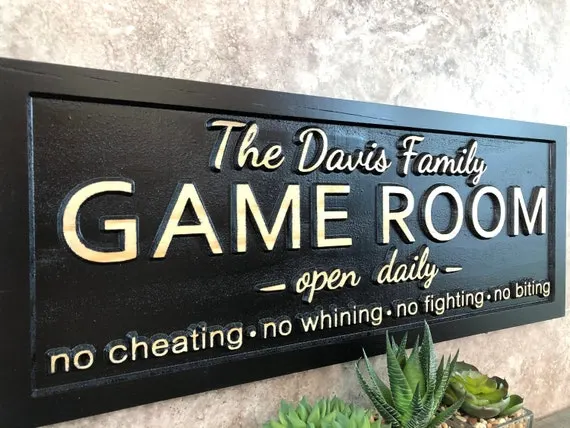 The Davis Family
GAME ROOM
– open daily –
no cheating • no whining • no fighting • no biting